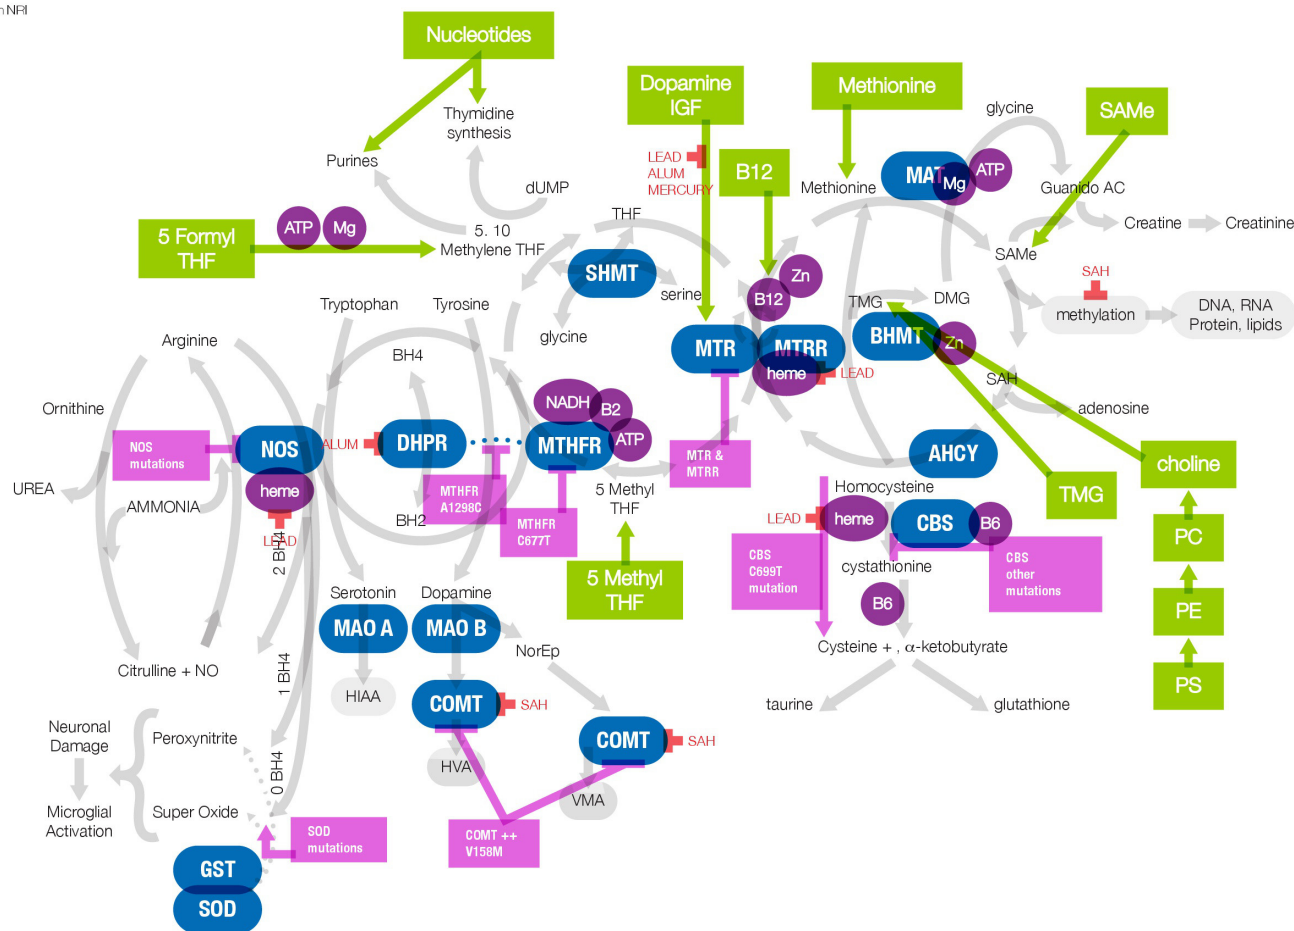 n NRI
Nucleotides
Thymidine
synthesis
Purines
dUMP
5. 10
Methylene THF
ATP
Mg
5 Formyl
THF
Dopamine
IGF
LEAD
ALUM
MERCURY
B12
Methionine
Methionine
MAT
Mg
ATP
glycine
SAMe
Guanido AC
Creatine
Creatinine
SAMe
SAH
methylation
DNA, RNA
Protein, lipids
THF
SHMT
serine
glycine
Zn
B12
MTR
MTRR
heme
LEAD
TMG
DMG
BHMT
Zn
SAH
adenosine
AHCY
choline
TMG
PC
PE
PS
Tryptophan
Tyrosine
Arginine
BH4
Ornithine
NOS
mutations
NOS
heme
LEAD
ALUM
DHPR
NADH
B2
ATP
MTHFR
MTHFR
A1298C
MTHFR
C677T
BH2
5 Methyl
THF
5 Methyl
THF
MTR &
MTRR
UREA
AMMONIA
2 BH4
Homocysteine
LEAD
heme
CBS
B6
CBS
C699T
mutation
cystathionine
CBS
other
mutations
B6
Cysteine + , α-ketobutyrate
taurine
glutathione
Serotonin
Dopamine
MAO A
MAO B
NorEp
HIAA
COMT
SAH
COMT
SAH
HVA
VMA
COMT ++
V158M
Citrulline + NO
1 BH4
0 BH4
Neuronal
Damage
Peroxynitrite
Microglial
Activation
Super Oxide
SOD
mutations
GST
SOD